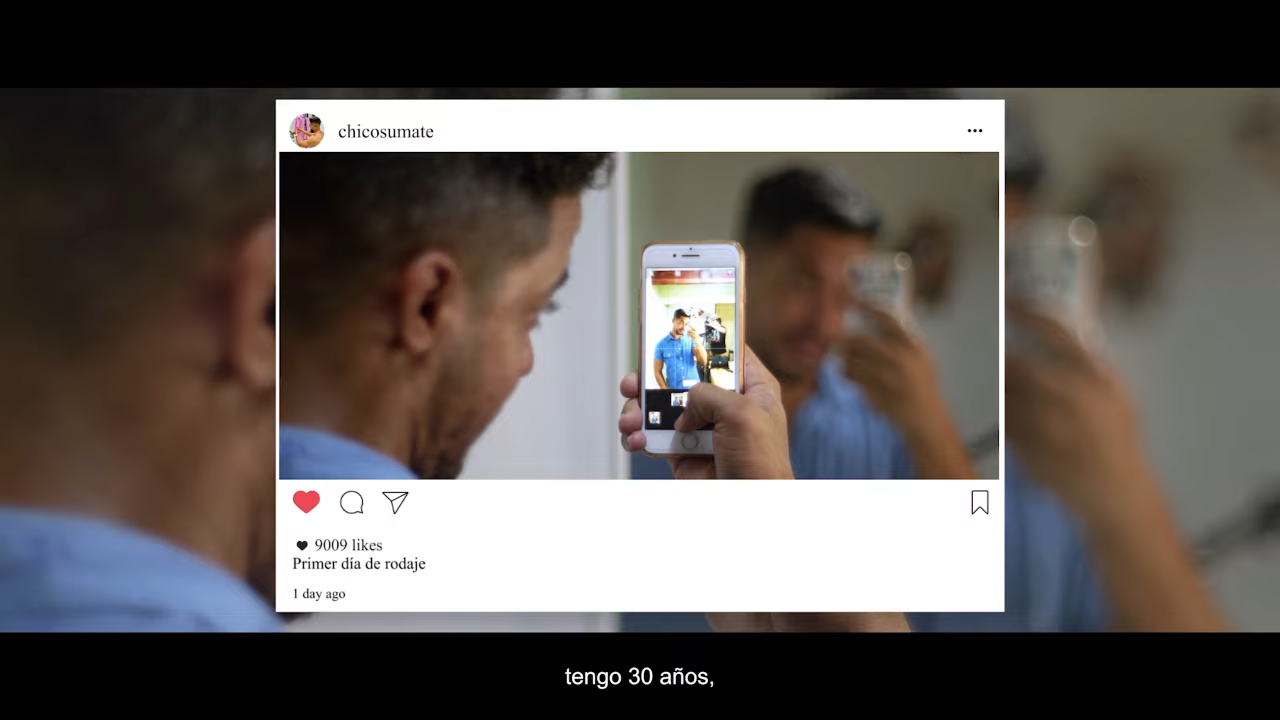 chicosumate
9009 likes
Primer día de rodaje
1 day ago
tengo 30 años,